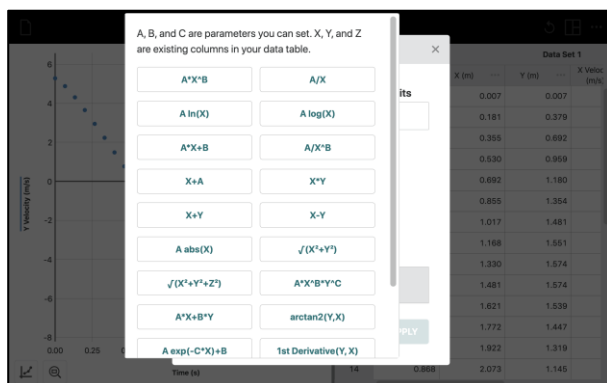 A, B, and C are parameters you can set. X, Y, and Z
are existing columns in your data table.
A*X^B
A/X
A ln(X)
A log(X)
A*X+B
A/X^B
X+A
X*Y
X+Y
X-Y
A abs(X)
√(X²+Y²)
√(X²+Y²+Z²)
A*X^B*Y^C
A*X+B*Y
arctan2(Y,X)
A exp(-C*X)+B
1st Derivative(Y, X)
its
PLY
Y Velocity (m/s)
6
4
2
0
-2
-4
-6
-8
0.00
0.25
Time (s)
Data Set 1
X (m)
Y (m)
X Veloc
(m/s)
0.007 0.007
0.181 0.379
0.355 0.692
0.530 0.959
0.692 1.180
0.855 1.354
1.017 1.481
1.168 1.551
1.330 1.574
1.481 1.574
1.621 1.539
1.772 1.447
1.922 1.319
14 0.868 2.073 1.145